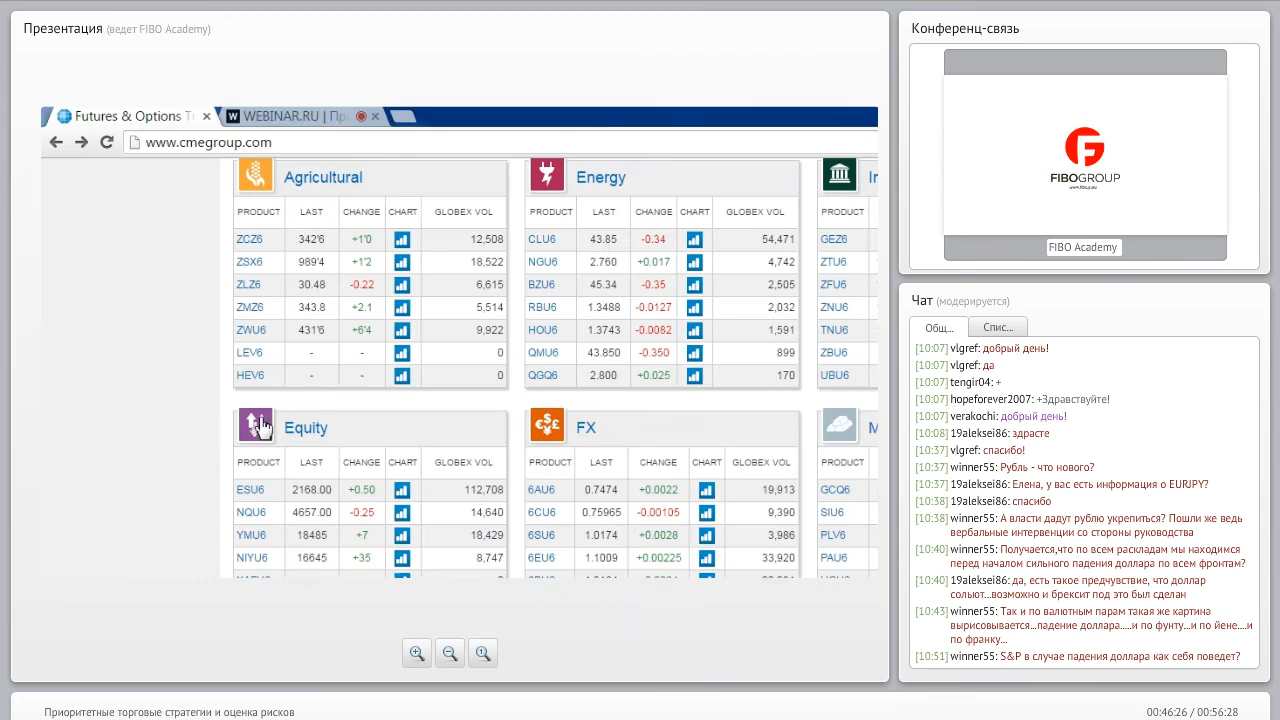 Презентация (ведет FIBO Academy)
Futures & Options T
WEBINAR.RU | Пр
www.cmegroup.com
Agricultural
PRODUCT LAST CHANGE CHART GLOBEX VOL
ZCZ6 342'6 +1'0 12,508
ZSX6 989'4 +1'2 18,522
ZLZ6 30.48 -0.22 6,615
ZMZ6 343.8 +2.1 5,514
ZWU6 431'6 +6'4 9,922
LEV6 - - 0
HEV6 - - 0
Energy
PRODUCT LAST CHANGE CHART GLOBEX VOL
CLU6 43.85 -0.34 54,471
NGU6 2.760 +0.017 4,742
BZU6 45.34 -0.35 2,505
RBU6 1.3488 -0.0127 2,032
HOU6 1.3743 -0.0082 1,591
QMU6 43.850 -0.350 899
QGQ6 2.800 +0.025 170
PRODUCT
GEZ6
ZTU6
ZFU6
ZNU6
TNU6
ZBU6
UBU6
Equity
PRODUCT LAST CHANGE CHART GLOBEX VOL
ESU6 2168.00 +0.50 112,708
NQU6 4657.00 -0.25 14,640
YMU6 18485 +7 18,429
NIYU6 16645 +35 8,747
FX
PRODUCT LAST CHANGE CHART GLOBEX VOL
6AU6 0.7474 +0.0022 19,913
6CU6 0.75965 -0.00105 9,390
6SU6 1.0174 +0.0028 3,986
6EU6 1.1009 +0.00225 33,920
PRODUCT
GCQ6
SIU6
PLV6
PAU6
Конференц-связь
FIBOGROUP
FIBO Academy
Чат (модерируется)
Общ... Спис...
[10:07] vlgref: добрый день!
[10:07] vlgref: да
[10:07] tengir04: +
[10:07] hopeforever2007: +Здравствуйте!
[10:07] verakochi: добрый день!
[10:08] 19aleksei86: здрасте
[10:37] vlgref: спасибо!
[10:37] winner55: Рубль - что нового?
[10:37] 19aleksei86: Елена, у вас есть информация о EURJPY?
[10:38] 19aleksei86: спасибо
[10:38] winner55: А власти дадут рублю укрепиться? Пошли же ведь
вербальные интервенции со стороны руководства
[10:40] winner55: Получается,что по всем раскладам мы находимся
перед началом сильного падения доллара по всем фронтам?
[10:40] 19aleksei86: да, есть такое предчувствие, что доллар
сольют...возможно и брексит под это был сделан
[10:43] winner55: Так и по валютным парам такая же картина
вырисовывается...падение доллара.....и по фунту...и по йене....и
по франку...
[10:51] winner55: S&P в случае падения доллара как себя поведет?
Приоритетные торговые стратегии и оценка рисков
00:46:26 / 00:56:28